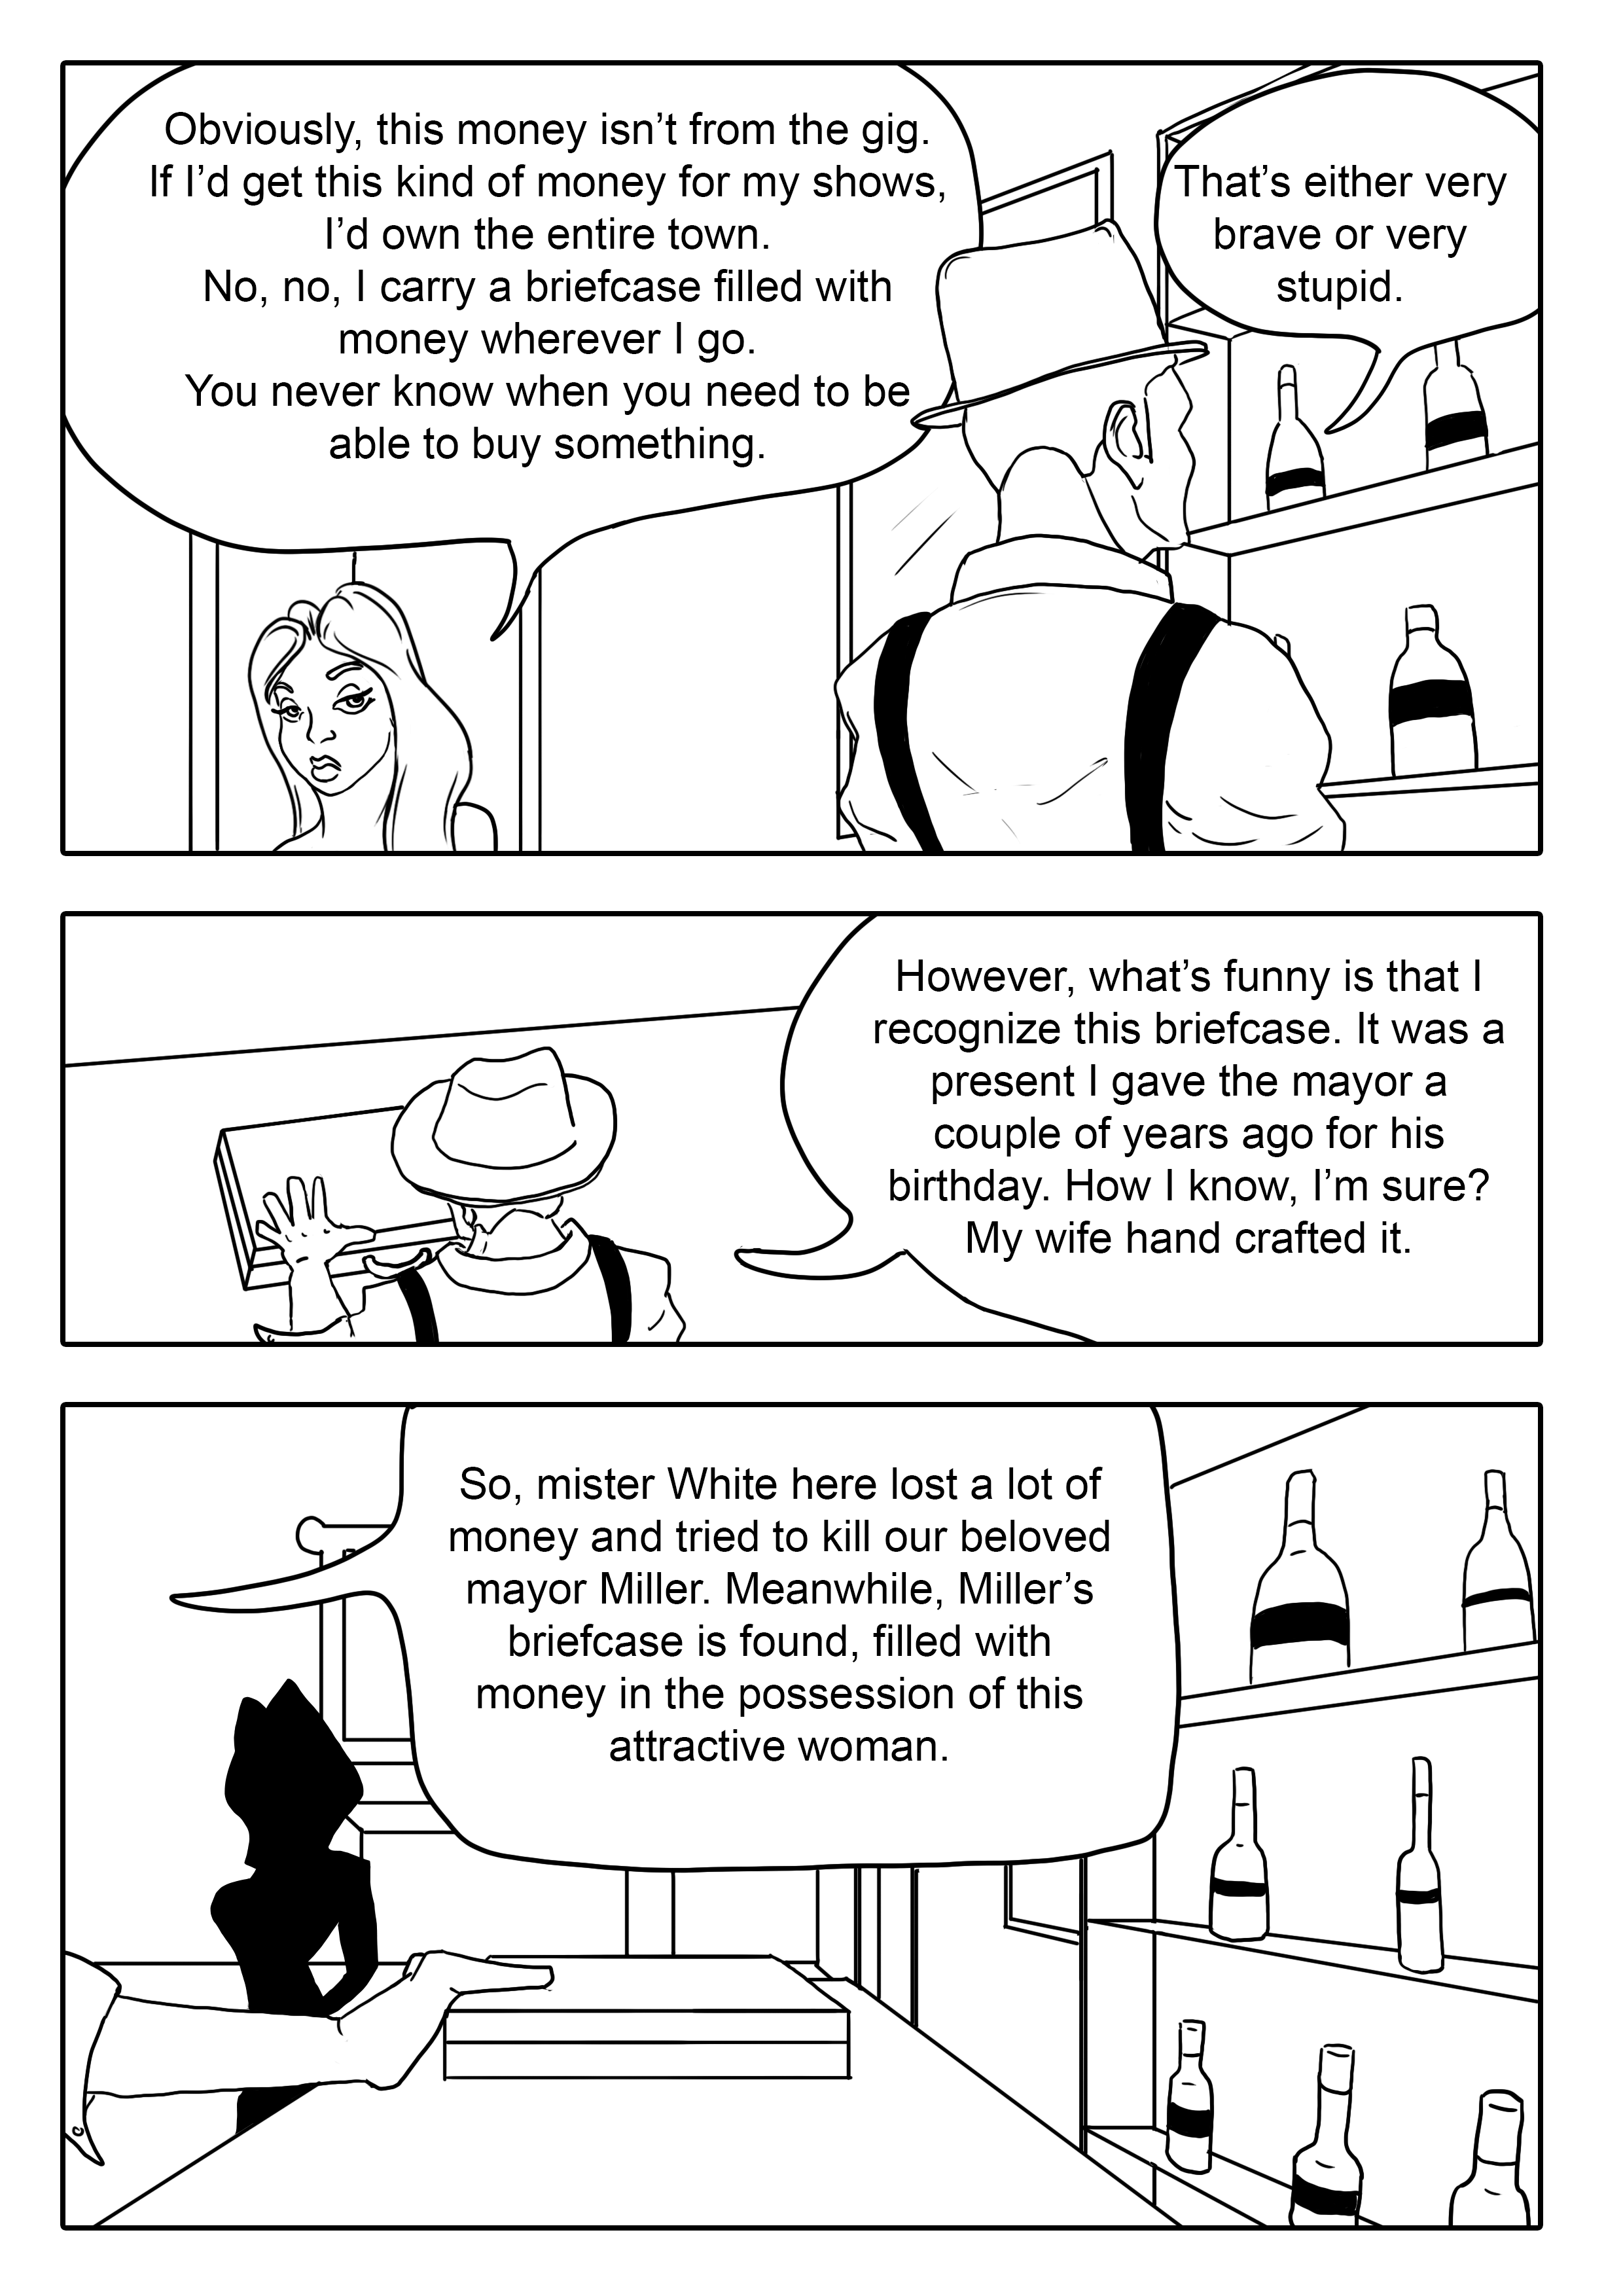 Obviously, this money isn’t from the gig.
If I’d get this kind of money for my shows,
I’d own the entire town.
No, no, I carry a briefcase filled with
money wherever I go.
You never know when you need to be
able to buy something.
That’s either very
brave or very
stupid.
However, what’s funny is that I
recognize this briefcase. It was a
present I gave the mayor a
couple of years ago for his
birthday. How I know, I’m sure?
My wife hand crafted it.
So, mister White here lost a lot of
money and tried to kill our beloved
mayor Miller. Meanwhile, Miller’s
briefcase is found, filled with
money in the possession of this
attractive woman.